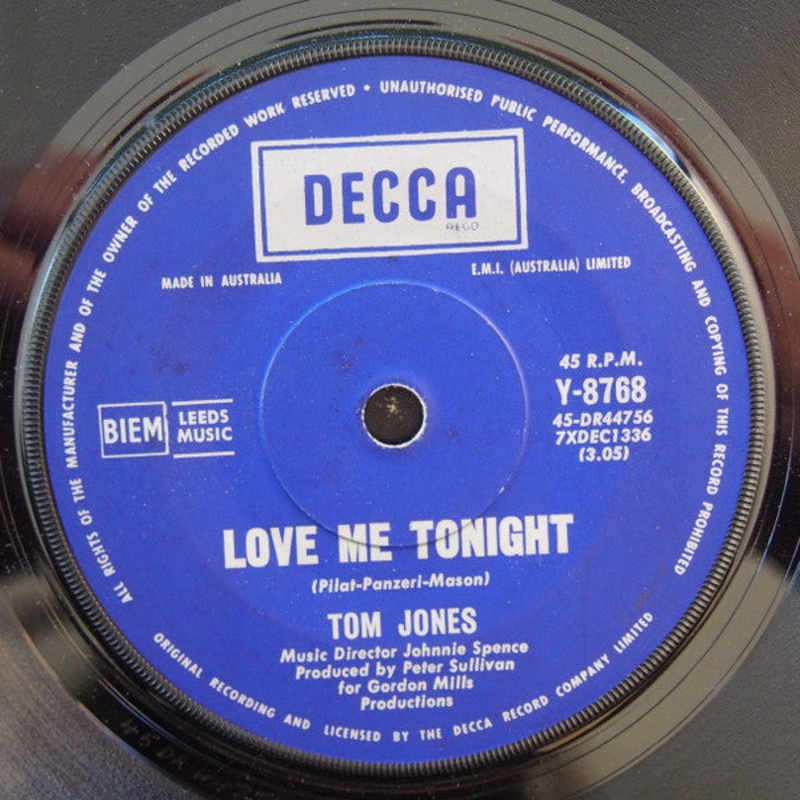 ALL RIGHTS OF THE MANUFACTURER AND OF THE OWNER OF THE RECORDED WORK RESERVED • UNAUTHORISED PUBLIC PERFORMANCE, BROADCASTING AND COPYING OF THIS RECORD PROHIBITED
DECCA
REGD
MADE IN AUSTRALIA
E.M.I. (AUSTRALIA) LIMITED
BIEM
LEEDS
MUSIC
45 R.P.M.
Y-8768
45-DR44756
7XDEC1336
(3.05)
LOVE ME TONIGHT
(Pilat-Panzeri-Mason)
TOM JONES
Music Director Johnnie Spence
Produced by Peter Sullivan
for Gordon Mills
Productions
ORIGINAL RECORDING AND LICENSED BY THE DECCA RECORD COMPANY LIMITED